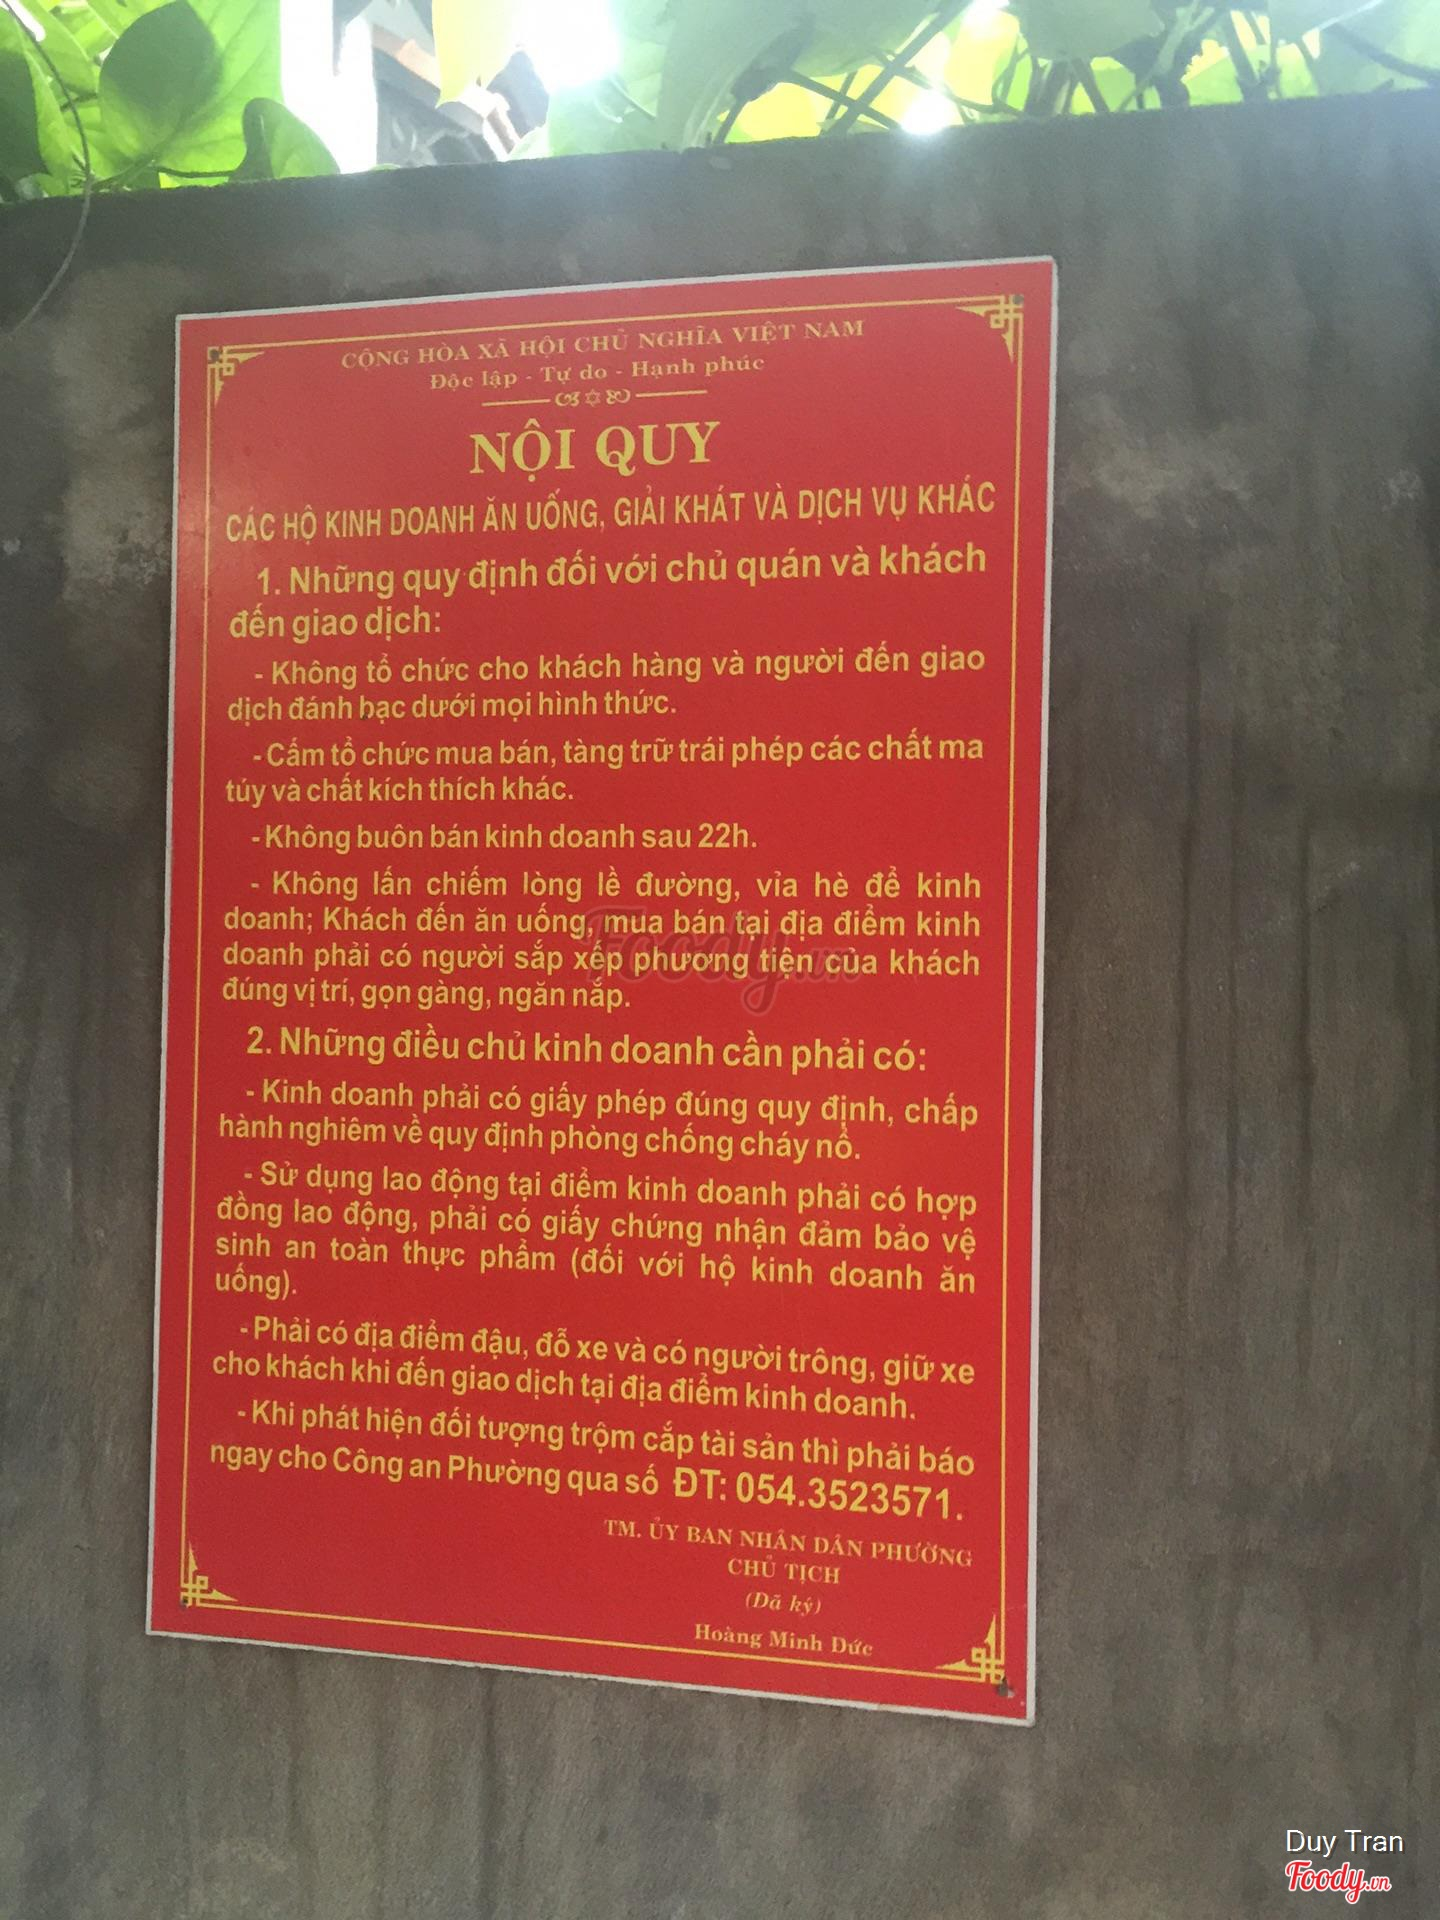 CỘNG HÒA XÃ HỘI CHỦ NGHĨA VIỆT NAM
Độc lập - Tự do - Hạnh phúc
NỘI QUY
CÁC HỘ KINH DOANH ĂN UỐNG, GIẢI KHÁT VÀ DỊCH VỤ KHÁC
1. Những quy định đối với chủ quán và khách
đến giao dịch:
- Không tổ chức cho khách hàng và người đến giao
dịch đánh bạc dưới mọi hình thức.
- Cấm tổ chức mua bán, tàng trữ trái phép các chất ma
túy và chất kích thích khác.
- Không buôn bán kinh doanh sau 22h.
- Không lấn chiếm lòng lề đường, vỉa hè để kinh
doanh; Khách đến ăn uống, mua bán tại địa điểm kinh
doanh phải có người sắp xếp phương tiện của khách
đúng vị trí, gọn gàng, ngăn nắp.
Foody.vn
2. Những điều chủ kinh doanh cần phải có:
- Kinh doanh phải có giấy phép đúng quy định, chấp
hành nghiêm về quy định phòng chống cháy nổ.
- Sử dụng lao động tại điểm kinh doanh phải có hợp
đồng lao động, phải có giấy chứng nhận đảm bảo vệ
sinh an toàn thực phẩm (đối với hộ kinh doanh ăn
uống).
- Phải có địa điểm đậu, đỗ xe và có người trông, giữ xe
cho khách khi đến giao dịch tại địa điểm kinh doanh.
- Khi phát hiện đối tượng trộm cắp tài sản thì phải báo
ngay cho Công an Phường qua số ĐT: 054.3523571.
TM. ỦY BAN NHÂN DÂN PHƯỜNG
CHỦ TỊCH
(Đã ký)
Hoàng Minh Đức
Duy Tran
Foody.vn